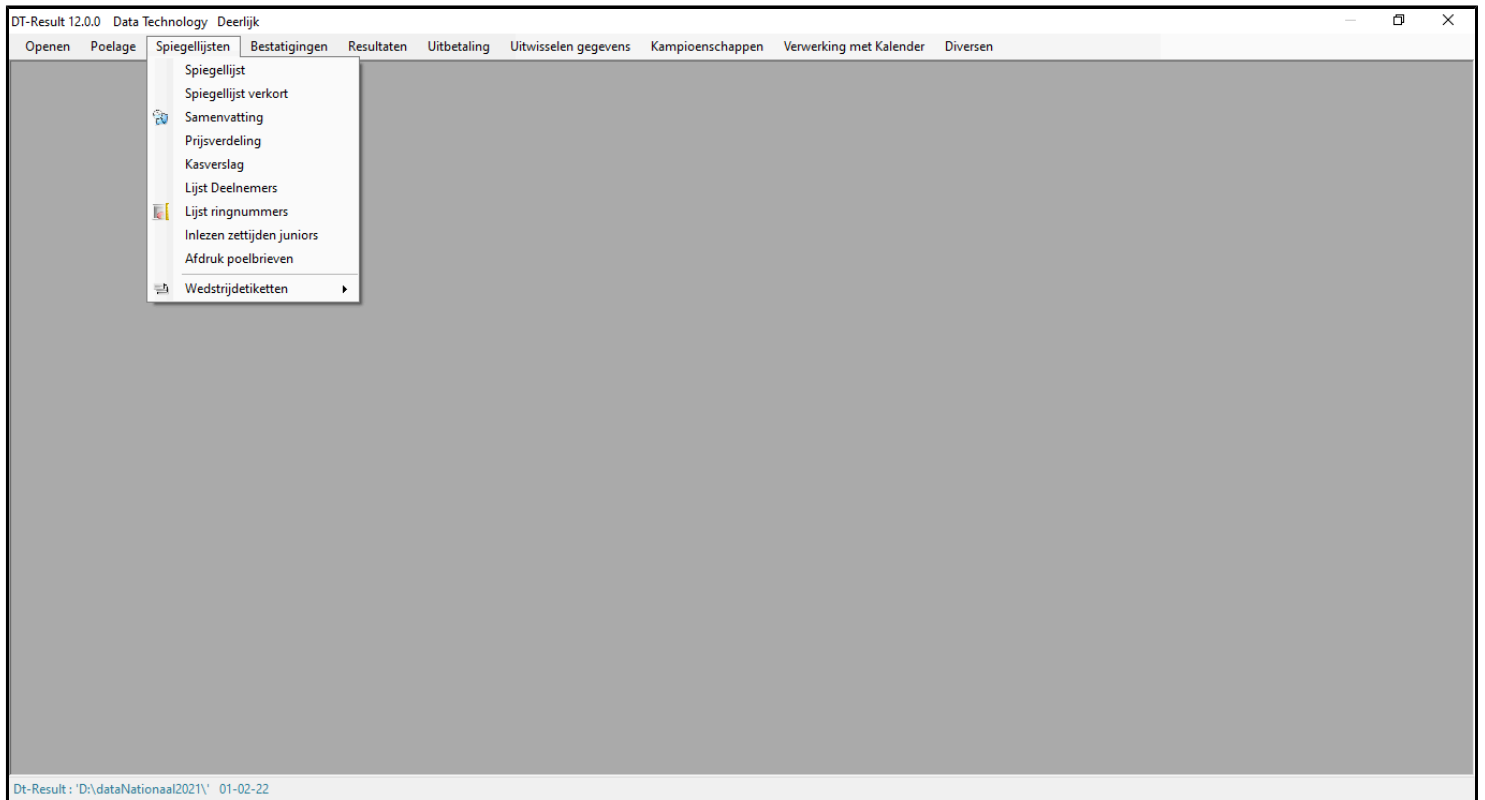 DT-Result 12.0.0 Data Technology Deerlijk
Openen Poelage Spiegellijsten Bestatigingen Resultaten Uitbetaling Uitwisselen gegevens Kampioenschappen Verwerking met Kalender Diversen
Spiegellijst
Spiegellijst verkort
Samenvatting
Prijsverdeling
Kasverslag
Lijst Deelnemers
Lijst ringnummers
Inlezen zettijden juniors
Afdruk poelbrieven
Wedstrijdetiketten
Dt-Result : 'D:\dataNationaal2021\' 01-02-22